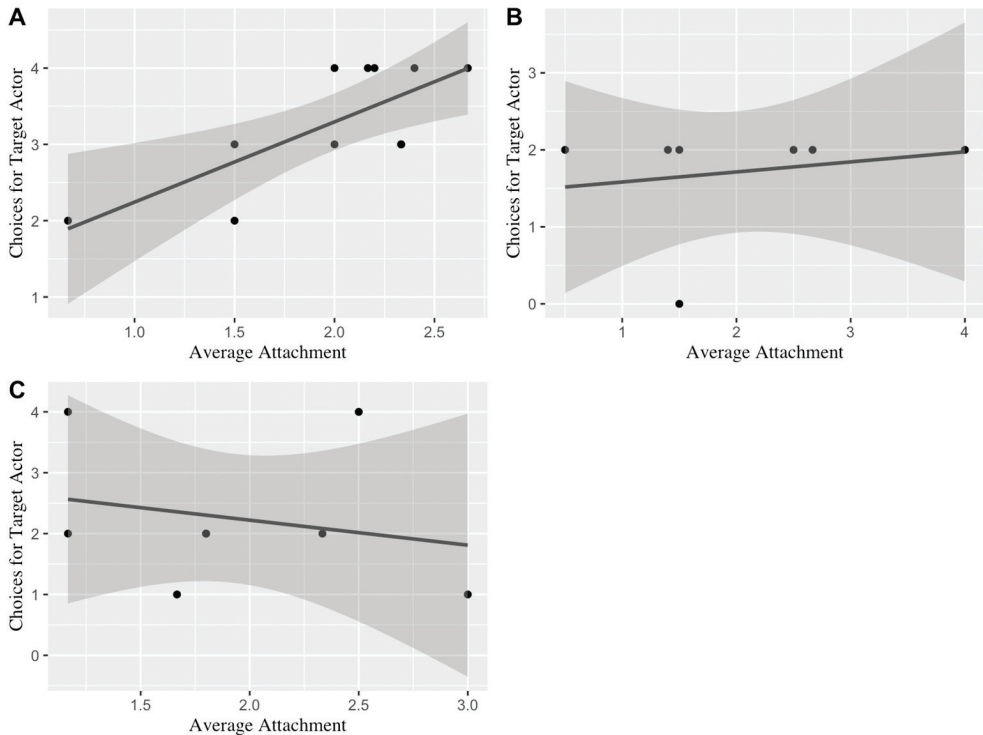 A
Choices for Target Actor
4
3
2
1
1.0 1.5 2.0 2.5
Average Attachment
B
Choices for Target Actor
3
2
1
0
1 2 3 4
Average Attachment
C
Choices for Target Actor
4
3
2
1
0
1.5 2.0 2.5 3.0
Average Attachment